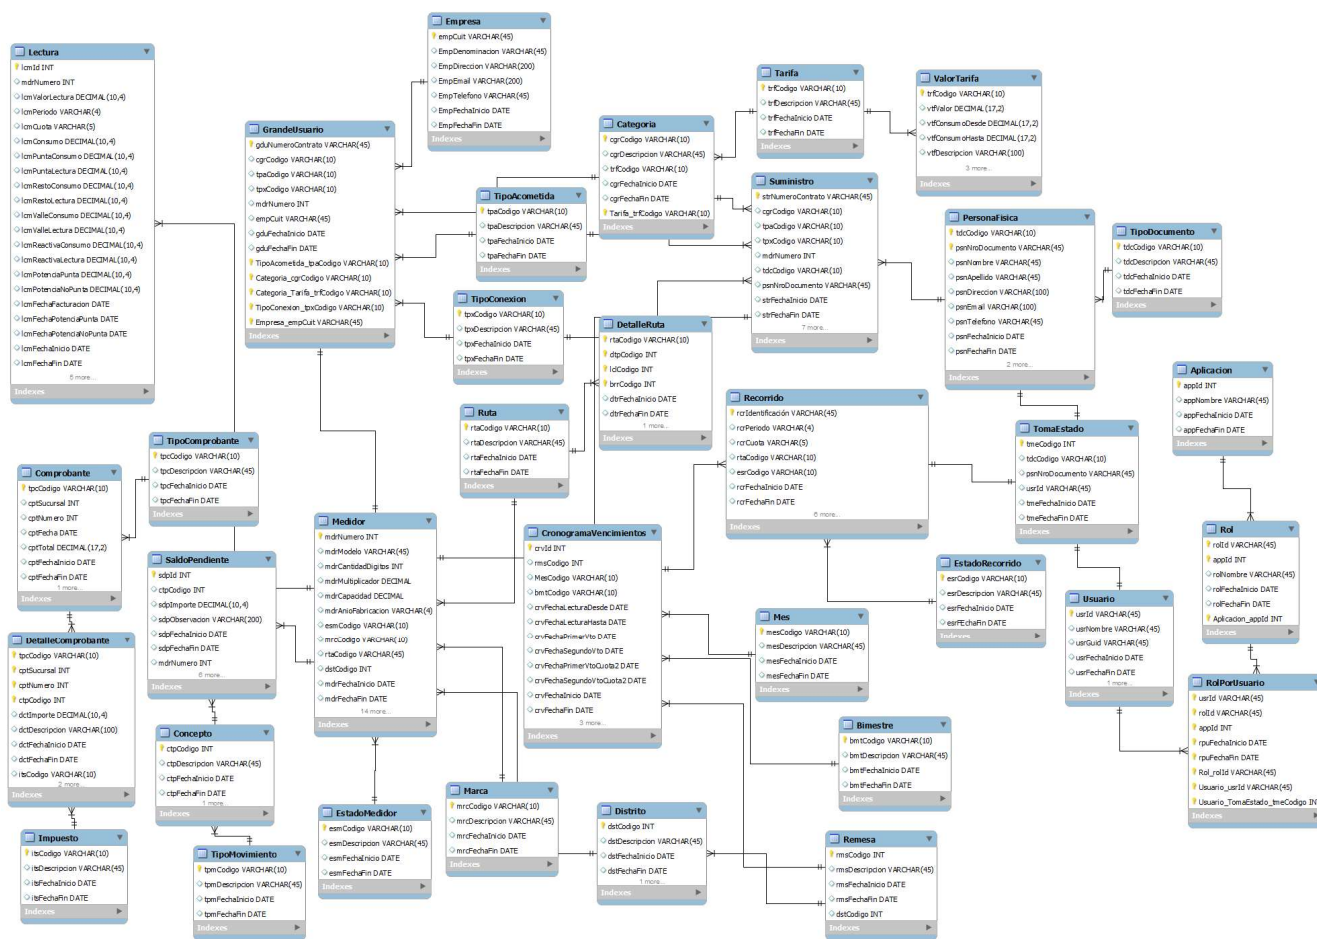 Empresa
empCuit VARCHAR(45)
EmpDenominacion VARCHAR(45)
EmpDireccion VARCHAR(200)
EmpEmail VARCHAR(200)
EmpTelefono VARCHAR(45)
EmpFechaInicio DATE
EmpFechaFin DATE
Indexes
Lectura
lcmId INT
mdrNumero INT
lcmValorLectura DECIMAL(10,4)
lcmPeriodo VARCHAR(4)
lcmCuota VARCHAR(5)
lcmConsumo DECIMAL(10,4)
lcmPuntaConsumo DECIMAL(10,4)
lcmPuntaLectura DECIMAL(10,4)
lcmRestoConsumo DECIMAL(10,4)
lcmRestoLectura DECIMAL(10,4)
lcmValleConsumo DECIMAL(10,4)
lcmValleLectura DECIMAL(10,4)
lcmReactivaConsumo DECIMAL(10,4)
lcmReactivaLectura DECIMAL(10,4)
lcmPotenciaPunta DECIMAL(10,4)
lcmPotenciaNoPunta DECIMAL(10,4)
lcmFechaFacturacion DATE
lcmFechaPotenciaPunta DATE
lcmFechaPotenciaNoPunta DATE
lcmFechaInicio DATE
lcmFechaFin DATE
6 more...
Indexes
GrandeUsuario
gduNumeroContrato VARCHAR(45)
cgrCodigo VARCHAR(10)
tpaCodigo VARCHAR(10)
tpxCodigo VARCHAR(10)
mdrNumero INT
empCuit VARCHAR(45)
gduFechaInicio DATE
gduFechaFin DATE
TipoAcometida_tpaCodigo VARCHAR(10)
Categoria_cgrCodigo VARCHAR(10)
Categoria_Tarifa_trfCodigo VARCHAR(10)
TipoConexion_tpxCodigo VARCHAR(10)
Empresa_empCuit VARCHAR(45)
Indexes
Categoria
cgrCodigo VARCHAR(10)
cgrDescripcion VARCHAR(45)
trfCodigo VARCHAR(10)
cgrFechaInicio DATE
cgrFechaFin DATE
Tarifa_trfCodigo VARCHAR(10)
Indexes
Tarifa
trfCodigo VARCHAR(10)
trfDescripcion VARCHAR(45)
trfFechaInicio DATE
trfFechaFin DATE
Indexes
ValorTarifa
trfCodigo VARCHAR(10)
vtfValor DECIMAL(17,2)
vtfConsumoDesde DECIMAL(17,2)
vtfConsumoHasta DECIMAL(17,2)
vtfDescripcion VARCHAR(100)
3 more...
Indexes
TipoAcometida
tpaCodigo VARCHAR(10)
tpaDescripcion VARCHAR(45)
tpaFechaInicio DATE
tpaFechaFin DATE
Indexes
Suministro
strNumeroContrato VARCHAR(45)
cgrCodigo VARCHAR(10)
tpaCodigo VARCHAR(10)
tpxCodigo VARCHAR(10)
mdrNumero INT
tdcCodigo VARCHAR(10)
psnNroDocumento VARCHAR(45)
strFechaInicio DATE
strFechaFin DATE
7 more...
Indexes
PersonaFisica
tdcCodigo VARCHAR(10)
psnNroDocumento VARCHAR(45)
psnNombre VARCHAR(45)
psnApellido VARCHAR(45)
psnDireccion VARCHAR(100)
psnEmail VARCHAR(100)
psnTelefono VARCHAR(45)
psnFechaInicio DATE
psnFechaFin DATE
2 more...
Indexes
TipoDocumento
tdcCodigo VARCHAR(10)
tdcDescripcion VARCHAR(45)
tdcFechaInicio DATE
tdcFechaFin DATE
Indexes
TipoConexion
tpxCodigo VARCHAR(10)
tpxDescripcion VARCHAR(45)
tpxFechaInicio DATE
tpxFechaFin DATE
Indexes
DetalleRuta
rtaCodigo VARCHAR(10)
dtpCodigo INT
lclCodigo INT
brrCodigo INT
dtrFechaInicio DATE
dtrFechaFin DATE
1 more...
Indexes
Ruta
rtaCodigo VARCHAR(10)
rtaDescripcion VARCHAR(45)
rtaFechaInicio DATE
rtaFechaFin DATE
Indexes
Recorrido
rcrIdentificación VARCHAR(45)
rcrPeriodo VARCHAR(4)
rcrCuota VARCHAR(5)
rtaCodigo VARCHAR(10)
esrCodigo VARCHAR(10)
rcrFechaInicio DATE
rcrFechaFin DATE
6 more...
Indexes
TomaEstado
tmeCodigo INT
tdcCodigo VARCHAR(10)
psnNroDocumento VARCHAR(45)
usrId VARCHAR(45)
tmeFechaInicio DATE
tmeFechaFin DATE
Indexes
Aplicacion
appId INT
appNombre VARCHAR(45)
appFechaInicio DATE
appFechaFin DATE
Indexes
Rol
rolId VARCHAR(45)
appId INT
rolNombre VARCHAR(45)
rolFechaInicio DATE
rolFechaFin DATE
Aplicacion_appId INT
Indexes
TipoComprobante
tpcCodigo VARCHAR(10)
tpcDescripcion VARCHAR(45)
tpcFechaInicio DATE
tpcFechaFin DATE
Indexes
Comprobante
tpcCodigo VARCHAR(10)
cptSucursal INT
cptNumero INT
cptFecha DATE
cptTotal DECIMAL(17,2)
cptFechaInicio DATE
cptFechaFin DATE
1 more...
Indexes
SaldoPendiente
sdpId INT
ctpCodigo INT
sdpImporte DECIMAL(10,4)
sdpObservacion VARCHAR(200)
sdpFechaInicio DATE
sdpFechaFin DATE
mdrNumero INT
6 more...
Indexes
Medidor
mdrNumero INT
mdrModelo VARCHAR(45)
mdrCantidadDigitos INT
mdrMultiplicador DECIMAL
mdrCapacidad DECIMAL
mdrAnioFabricacion VARCHAR(4)
esmCodigo VARCHAR(10)
mrcCodigo VARCHAR(10)
rtaCodigo VARCHAR(45)
dstCodigo INT
mdrFechaInicio DATE
mdrFechaFin DATE
14 more...
Indexes
CronogramaVencimientos
crvId INT
rmsCodigo INT
MesCodigo VARCHAR(10)
bmtCodigo VARCHAR(10)
crvFechaLecturaDesde DATE
crvFechaLecturaHasta DATE
crvFechaPrimerVto DATE
crvFechaSegundoVto DATE
crvFechaPrimerVtoCuota2 DATE
crvFechaSegundoVtoCuota2 DATE
crvFechaInicio DATE
crvFechaFin DATE
3 more...
Indexes
EstadoRecorrido
esrCodigo VARCHAR(10)
esrDescripcion VARCHAR(45)
esrFechaInicio DATE
esrFEchaFin DATE
Indexes
Mes
mesCodigo VARCHAR(10)
mesDescripcion VARCHAR(45)
mesFechaInicio DATE
mesFechaFin DATE
Indexes
Usuario
usrId VARCHAR(45)
usrNombre VARCHAR(45)
usrGuid VARCHAR(45)
usrFechaInicio DATE
usrFechaFin DATE
1 more...
Indexes
RolPorUsuario
usrId VARCHAR(45)
rolId VARCHAR(45)
appId INT
rpuFechaInicio DATE
rpuFechaFin DATE
Rol_rolId VARCHAR(45)
Usuario_usrId VARCHAR(45)
Usuario_TomaEstado_tmeCodigo INT
Indexes
DetalleComprobante
tpcCodigo VARCHAR(10)
cptSucursal INT
cptNumero INT
ctpCodigo INT
dctImporte DECIMAL(10,4)
dctDescripcion VARCHAR(100)
dctFechaInicio DATE
dctFechaFin DATE
itsCodigo VARCHAR(10)
2 more...
Indexes
Concepto
ctpCodigo INT
ctpDescripcion VARCHAR(45)
ctpFechaInicio DATE
ctpFechaFin DATE
1 more...
Indexes
Bimestre
bmtCodigo VARCHAR(10)
bmtDescripcion VARCHAR(45)
bmtFechaInicio DATE
bmtFechaFin DATE
Indexes
Impuesto
itsCodigo VARCHAR(10)
itsDescripcion VARCHAR(45)
itsFechaInicio DATE
itsFechaFin DATE
Indexes
TipoMovimiento
tpmCodigo VARCHAR(10)
tpmDescripcion VARCHAR(45)
tpmFechaInicio DATE
tpmFechaFin DATE
Indexes
EstadoMedidor
esmCodigo VARCHAR(10)
esmDescripcion VARCHAR(45)
esmFechaInicio DATE
esmFechaFin DATE
Indexes
Marca
mrcCodigo VARCHAR(10)
mrcDescripcion VARCHAR(45)
mrcFechaInicio DATE
mrcFechaFin DATE
Indexes
Distrito
dstCodigo INT
dstDescripcion VARCHAR(45)
dstFechaInicio DATE
dstFechaFin DATE
1 more...
Indexes
Remesa
rmsCodigo INT
rmsDescripcion VARCHAR(45)
rmsFechaInicio DATE
rmsFechaFin DATE
dstCodigo INT
Indexes